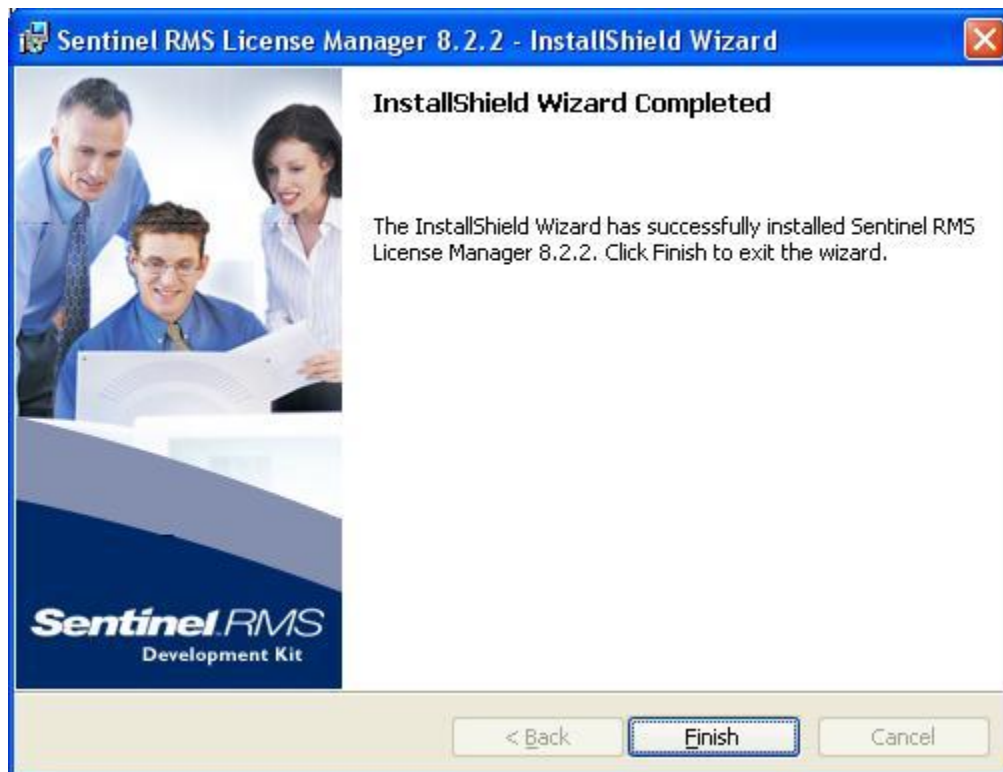 Sentinel RMS License Manager 8.2.2 - InstallShield Wizard
InstallShield Wizard Completed
The InstallShield Wizard has successfully installed Sentinel RMS
License Manager 8.2.2. Click Finish to exit the wizard.
Sentinel RMS
Development Kit
< Back
Finish
Cancel